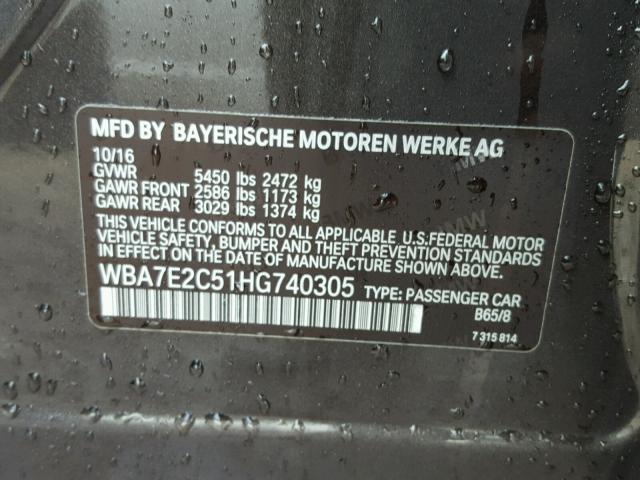 MFD BY BAYERISCHE MOTOREN WERKE AG
10/16
GVWR 5450 lbs 2472 kg
GAWR FRONT 2586 lbs 1173 kg
GAWR REAR 3029 lbs 1374 kg
THIS VEHICLE CONFORMS TO ALL APPLICABLE U.S.FEDERAL MOTOR
VEHICLE SAFETY, BUMPER AND THEFT PREVENTION STANDARDS
IN EFFECT ON THE DATE OF MANUFACTURE SHOWN ABOVE.
WBA7E2C51HG740305 TYPE: PASSENGER CAR
B65/8
7 315 814